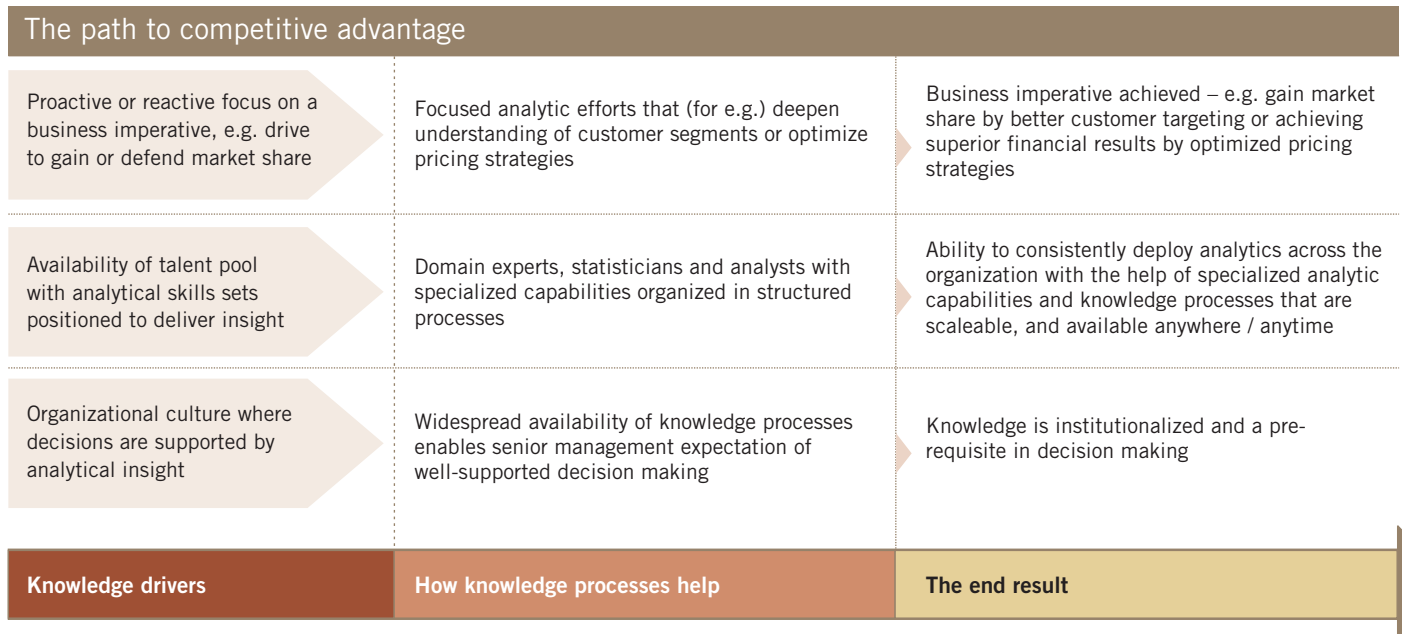 The path to competitive advantage
Proactive or reactive focus on a
business imperative, e.g. drive
to gain or defend market share
Focused analytic efforts that (for e.g.) deepen
understanding of customer segments or optimize
pricing strategies
Business imperative achieved – e.g. gain market
share by better customer targeting or achieving
superior financial results by optimized pricing
strategies
Availability of talent pool
with analytical skills sets
positioned to deliver insight
Domain experts, statisticians and analysts with
specialized capabilities organized in structured
processes
Ability to consistently deploy analytics across the
organization with the help of specialized analytic
capabilities and knowledge processes that are
scaleable, and available anywhere / anytime
Organizational culture where
decisions are supported by
analytical insight
Widespread availability of knowledge processes
enables senior management expectation of
well-supported decision making
Knowledge is institutionalized and a pre-
requisite in decision making
Knowledge drivers
How knowledge processes help
The end result